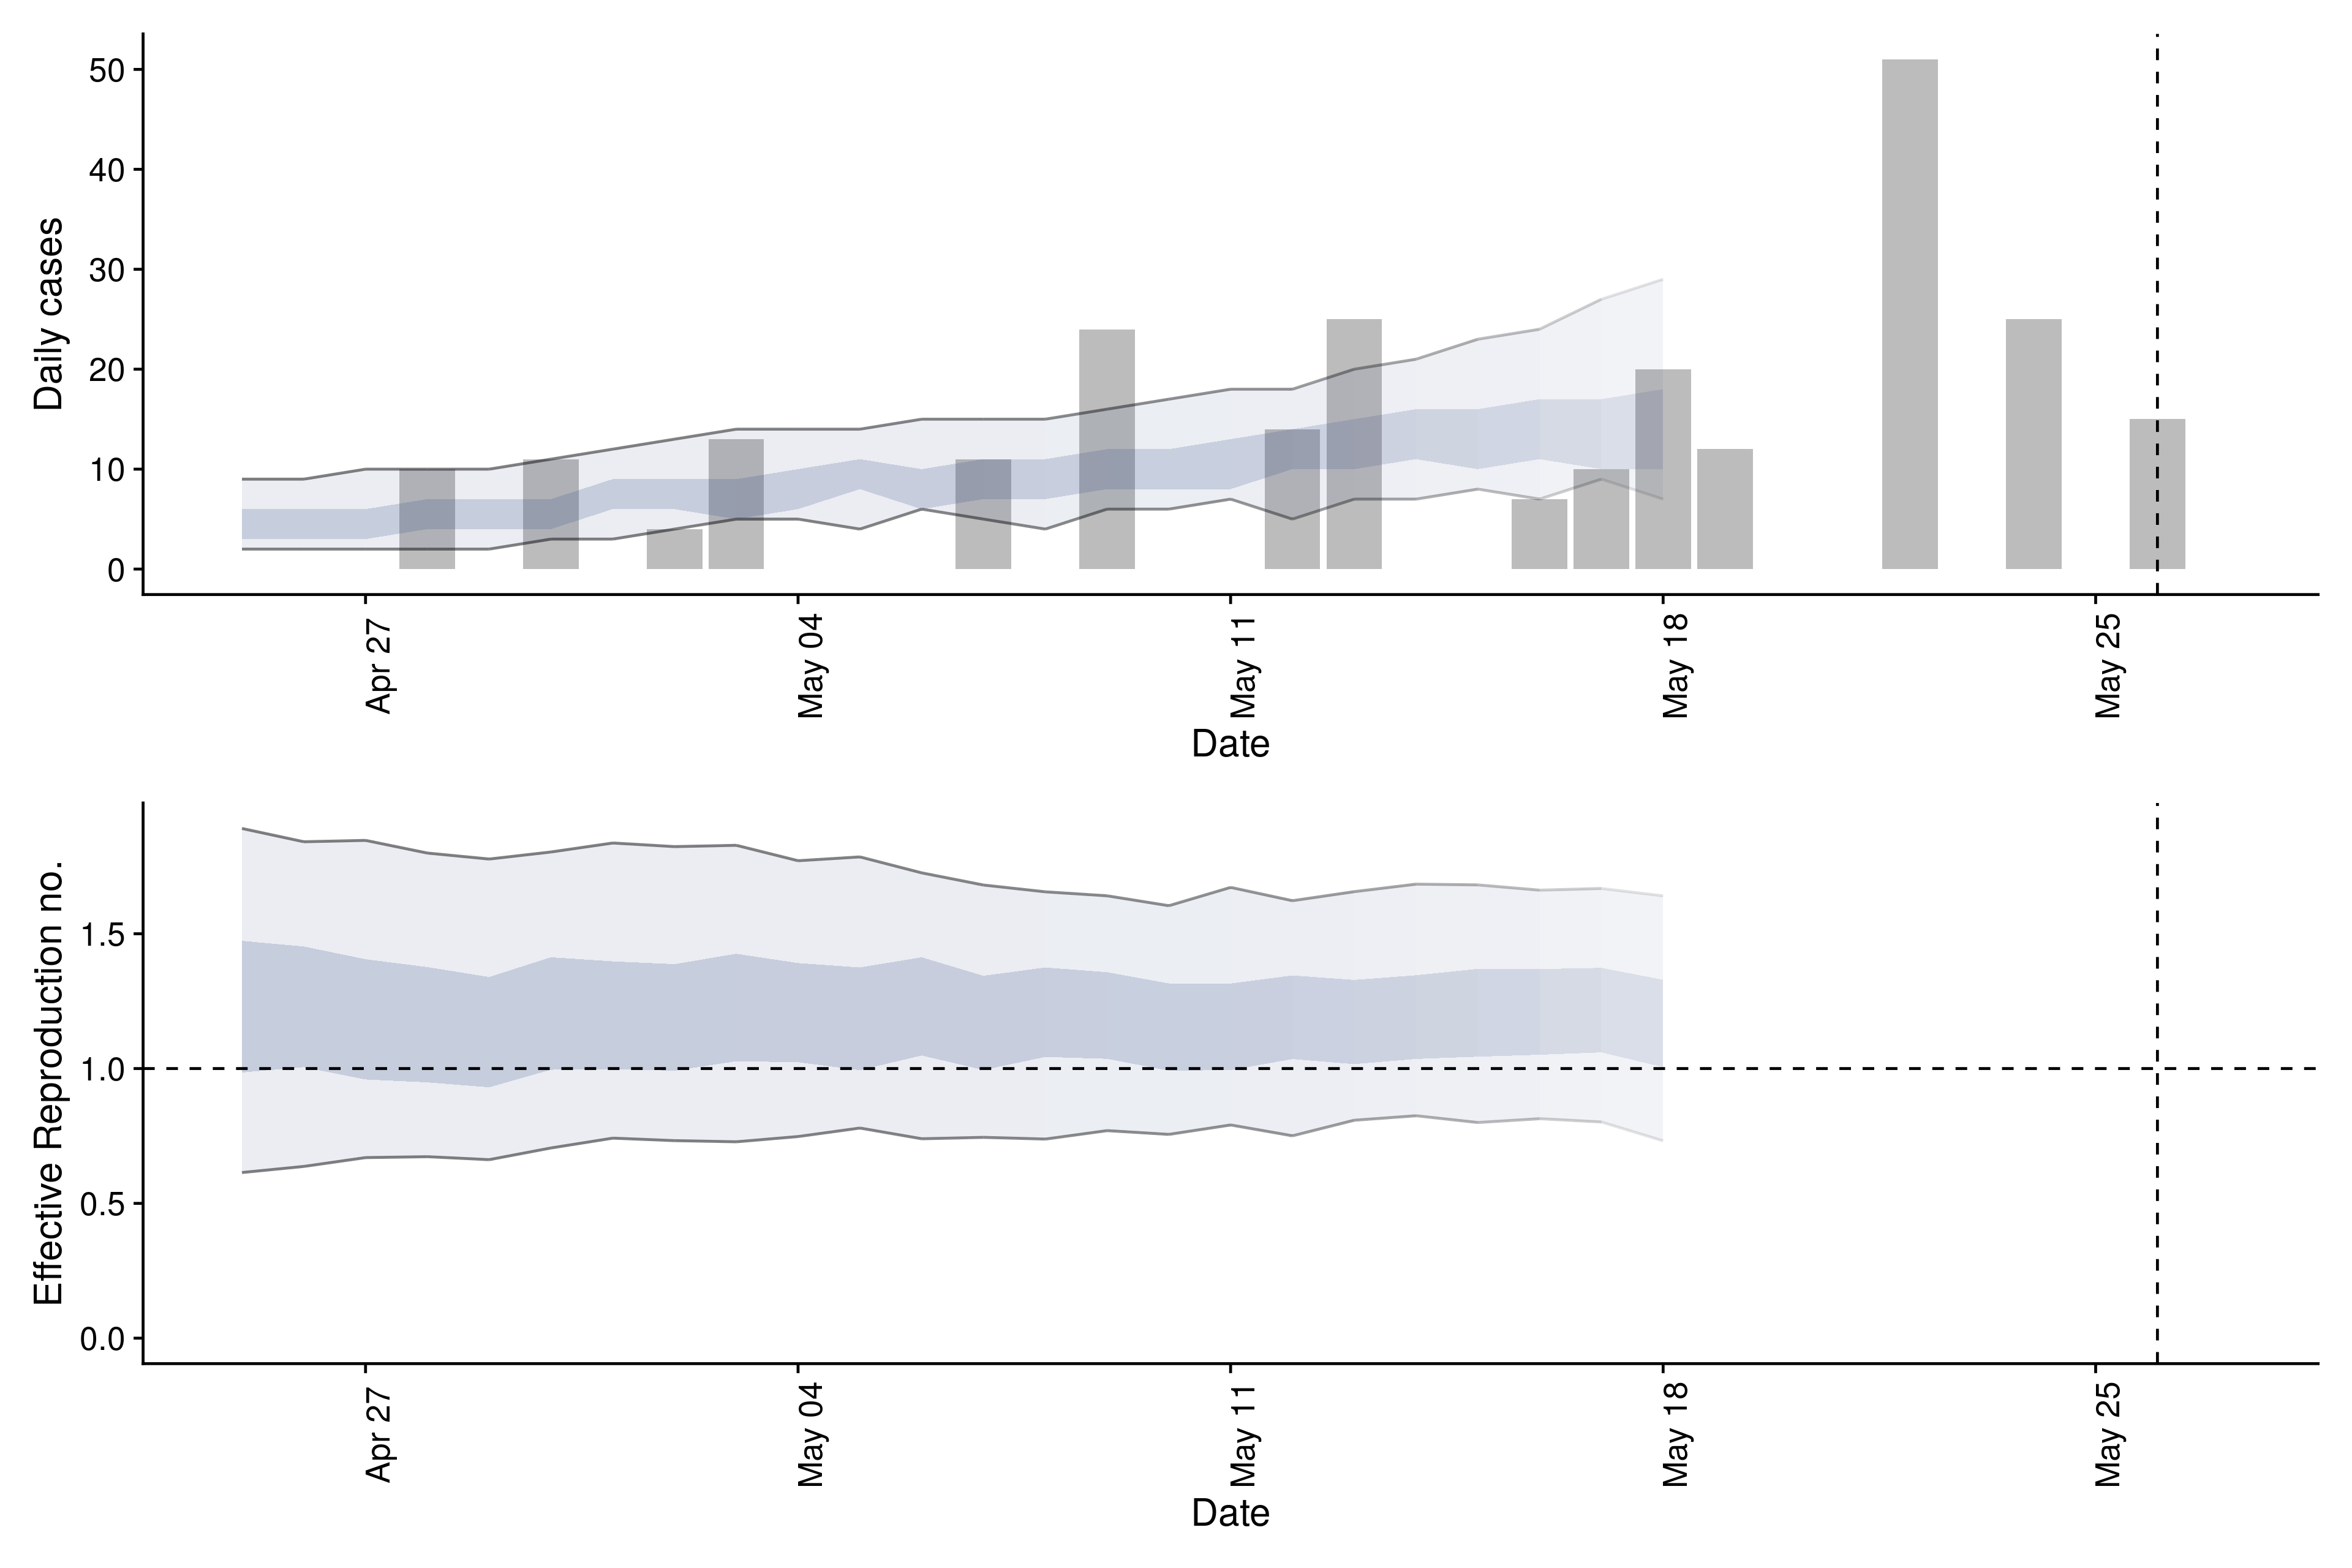 Daily cases
50
40
30
20
10
0
Apr 27
May 04
May 11
May 18
May 25
Date
Effective Reproduction no.
1.5
1.0
0.5
0.0
Apr 27
May 04
May 11
May 18
May 25
Date